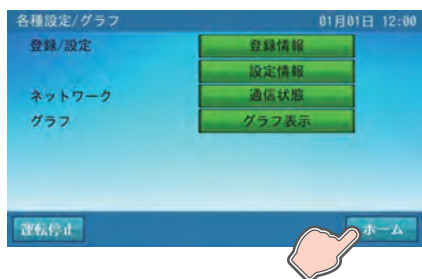 各種設定/グラフ 01月01日 12:00
登録/設定 登録情報
設定情報
ネットワーク 通信状態
グラフ グラフ表示
運転停止 ホーム